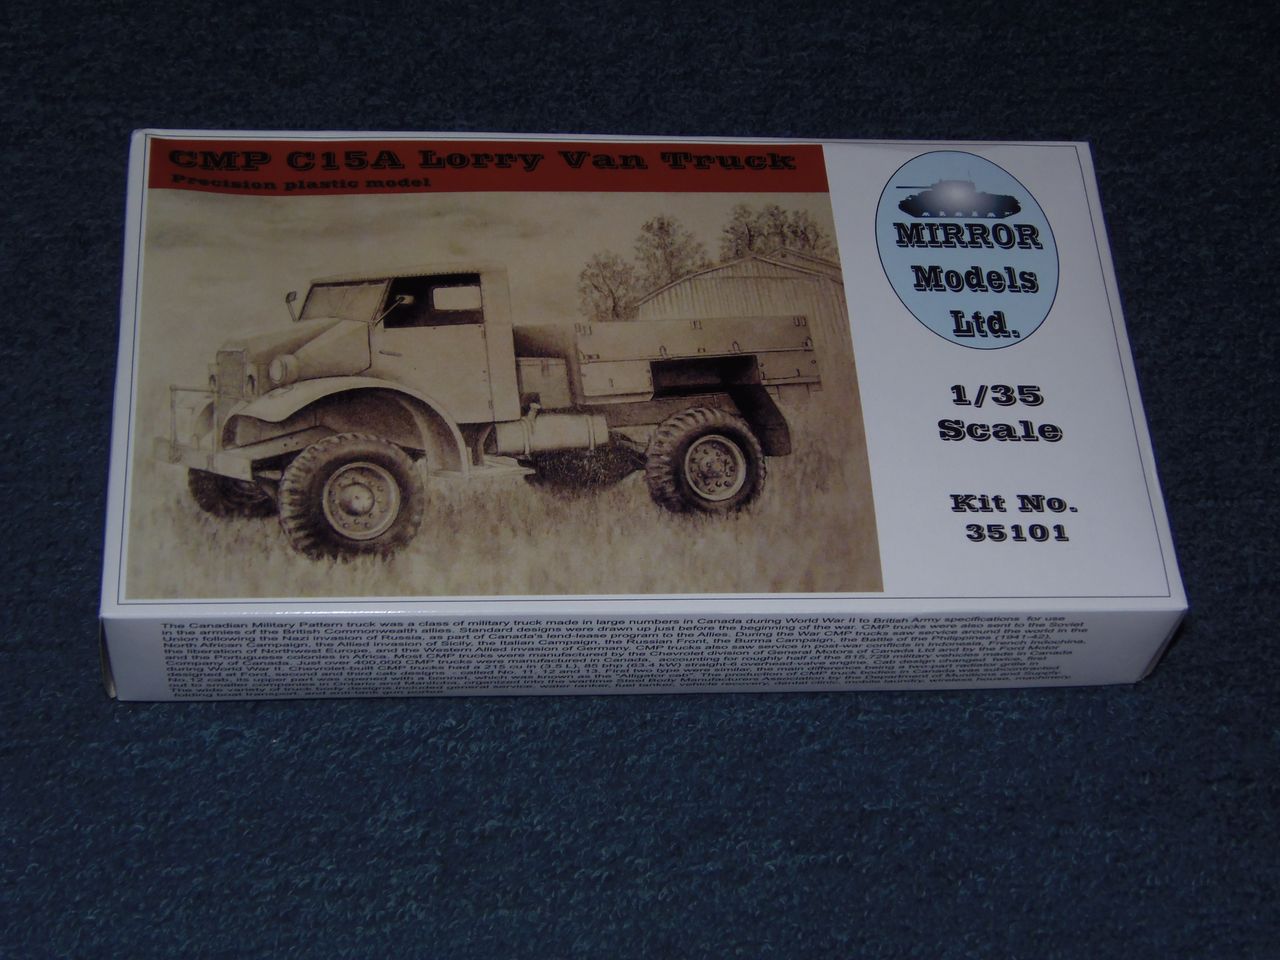 CMP C15A Lorry Van Truck
Precision plastic model
MIRROR
Models
Ltd.
1/35
Scale
Kit No.
35101
The Canadian Military Pattern truck was a class of military truck made in large numbers in Canada during World War II to British Army specifications for use
in the armies of the British Commonwealth allies. Standard designs were drawn up just before the beginning of the war. CMP trucks were also sent to the Soviet
Union following the Nazi invasion of Russia, as part of Canada's lend-lease program to the Allies. During the War CMP trucks saw service around the world in the
North African Campaign, the Allied invasion of Sicily, the Italian Campaign, the Russian Front, the Burma Campaign, the Battle of the Philippines (1941-42),
the liberation of Northwest Europe, and the Western Allied invasion of Germany. CMP trucks also saw service in post-war conflicts in Indonesia, Indochina,
and the Portuguese colonies in Africa. Most CMP trucks were manufactured by the Chevrolet division of General Motors of Canada Ltd and by the Ford Motor
Company of Canada. Just over 400,000 CMP trucks were manufactured in Canada,